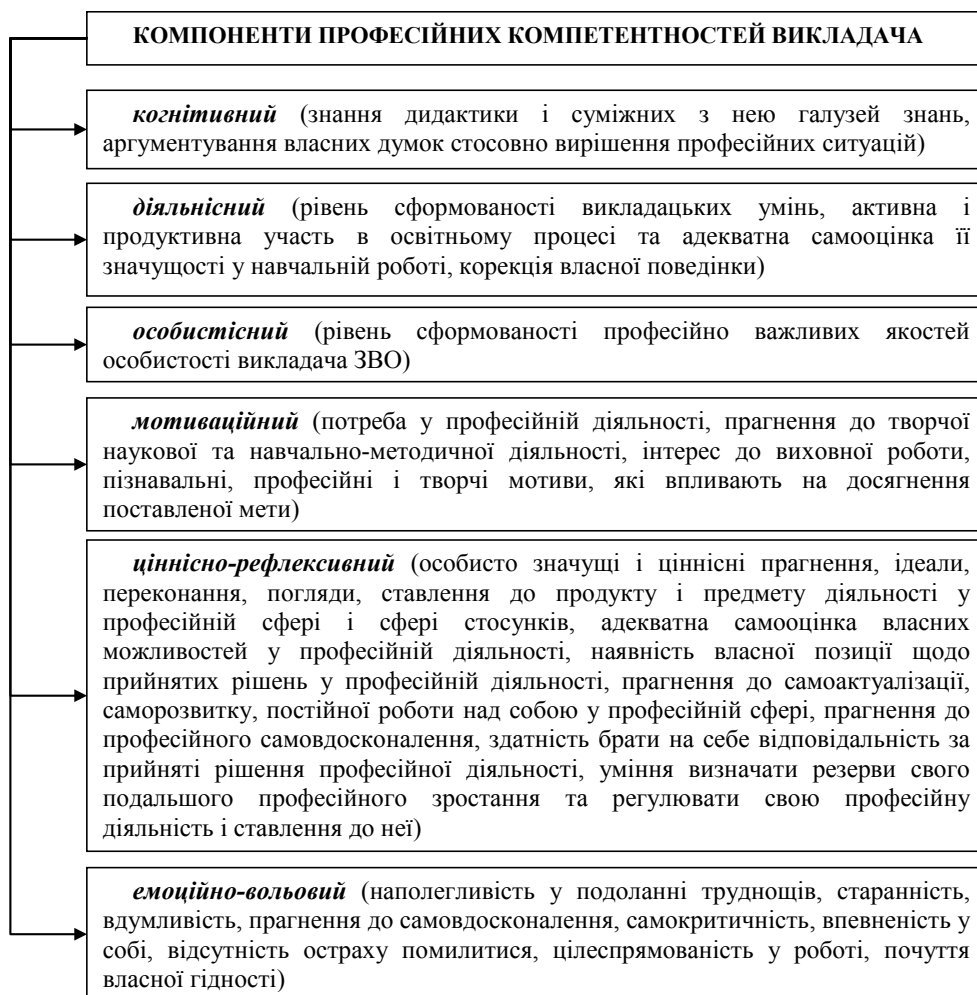 КОМПОНЕНТИ ПРОФЕСІЙНИХ КОМПЕТЕНТНОСТЕЙ ВИКЛАДАЧА
когнітивний (знання дидактики і суміжних з нею галузей знань,
аргументування власних думок стосовно вирішення професійних ситуацій)
діяльнісний (рівень сформованості викладацьких умінь, активна і
продуктивна участь в освітньому процесі та адекватна самооцінка її
значущості у навчальній роботі, корекція власної поведінки)
особистісний (рівень сформованості професійно важливих якостей
особистості викладача ЗВО)
мотиваційний (потреба у професійній діяльності, прагнення до творчої
наукової та навчально-методичної діяльності, інтерес до виховної роботи,
пізнавальні, професійні і творчі мотиви, які впливають на досягнення
поставленої мети)
ціннісно-рефлексивний (особисто значущі і ціннісні прагнення, ідеали,
переконання, погляди, ставлення до продукту і предмету діяльності у
професійній сфері і сфері стосунків, адекватна самооцінка власних
можливостей у професійній діяльності, наявність власної позиції щодо
прийнятих рішень у професійній діяльності, прагнення до самоактуалізації,
саморозвитку, постійної роботи над собою у професійній сфері, прагнення до
професійного самовдосконалення, здатність брати на себе відповідальність за
прийняті рішення професійної діяльності, уміння визначати резерви свого
подальшого професійного зростання та регулювати свою професійну
діяльність і ставлення до неї)
емоційно-вольовий (наполегливість у подоланні труднощів, старанність,
вдумливість, прагнення до самовдосконалення, самокритичність, впевненість у
собі, відсутність остраху помилитися, цілеспрямованість у роботі, почуття
власної гідності)